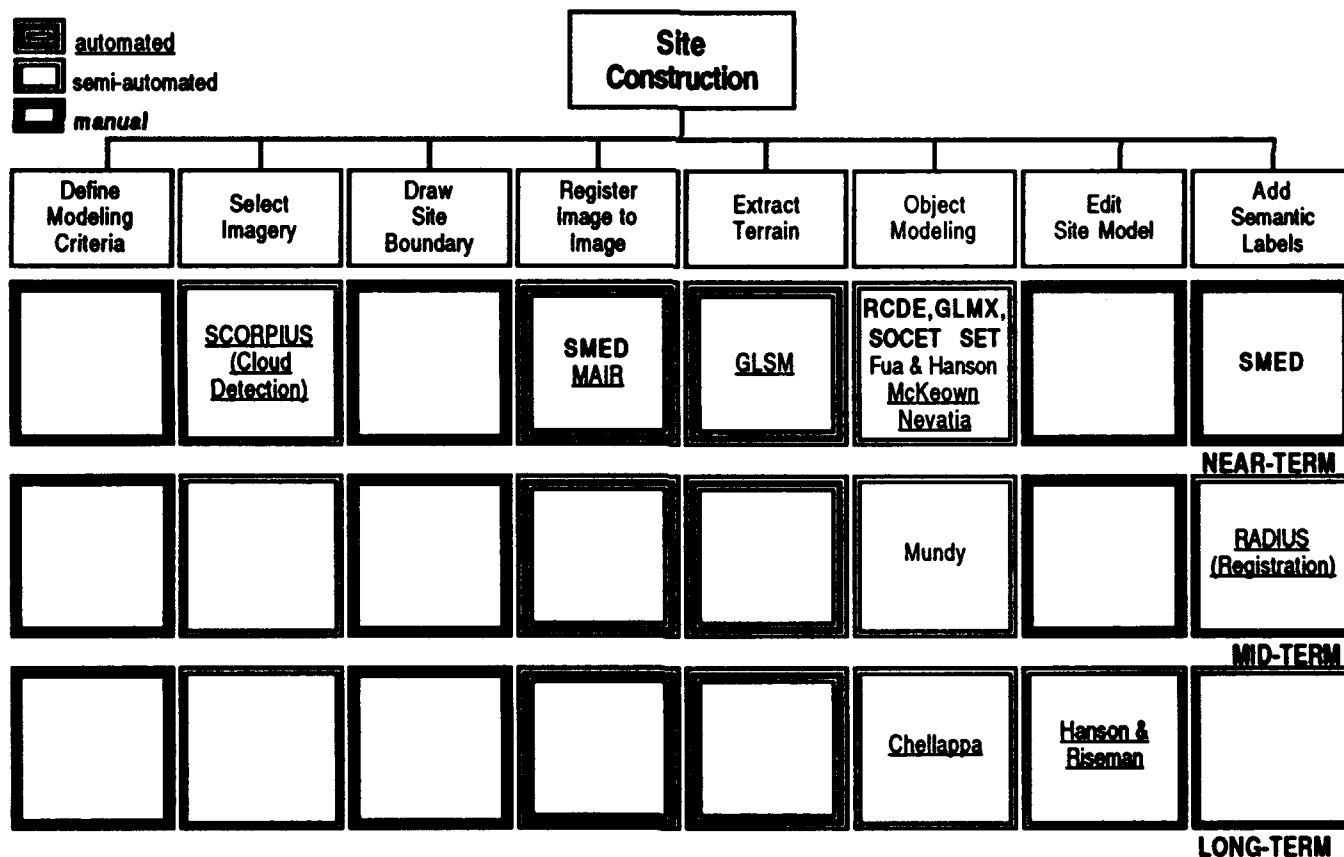 automated
semi-automated
manual
Site
Construction
Define
Modeling
Criteria
Select
Imagery
Draw
Site
Boundary
Register
Image to
Image
Extract
Terrain
Object
Modeling
Edit
Site Model
Add
Semantic
Labels
SCORPIUS
(Cloud
Detection)
SMED
MAIR
GLSM
RCDE, GLMX,
SOCET SET
Fua & Hanson
McKeown
Nevatia
SMED
NEAR-TERM
Mundy
RADIUS
(Registration)
MID-TERM
Chellappa
Hanson &
Riseman
LONG-TERM